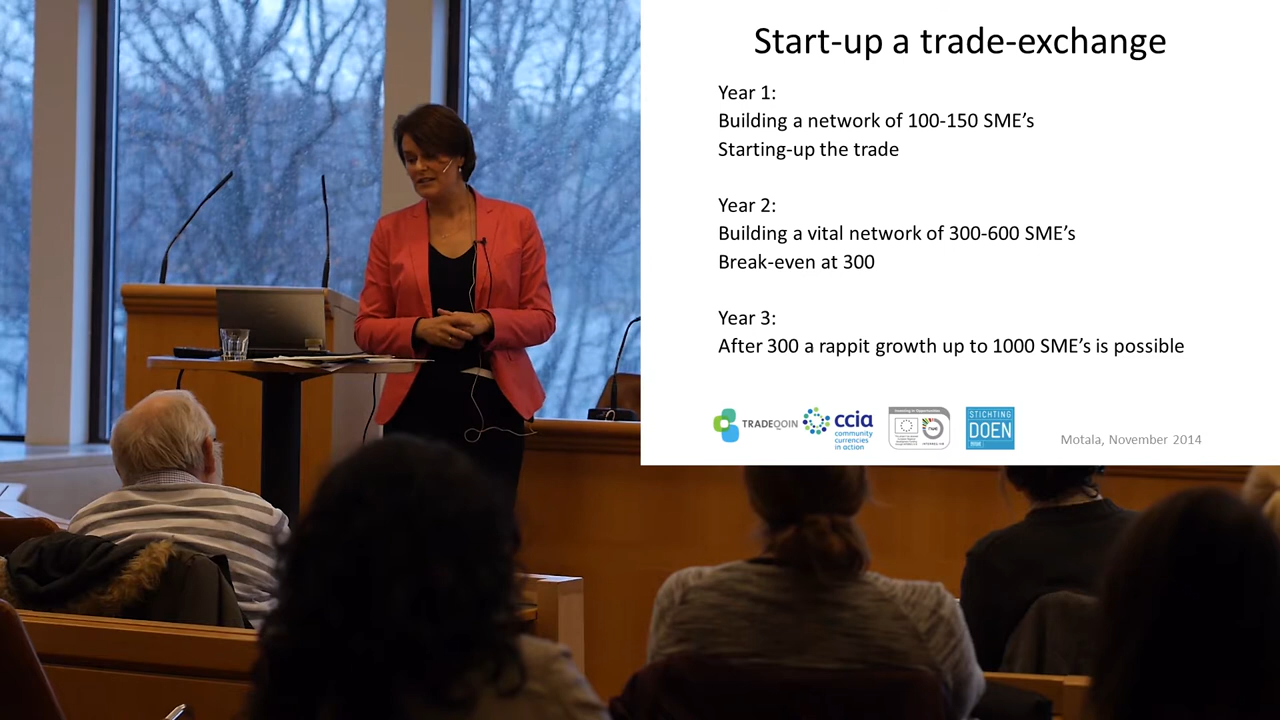 Start-up a trade-exchange
Year 1:
Building a network of 100-150 SME's
Starting-up the trade
Year 2:
Building a vital network of 300-600 SME's
Break-even at 300
Year 3:
After 300 a rappit growth up to 1000 SME's is possible
TRADEQOIN
ccia
community
currencies
in action
STICHTING
DOEN
Motala, November 2014